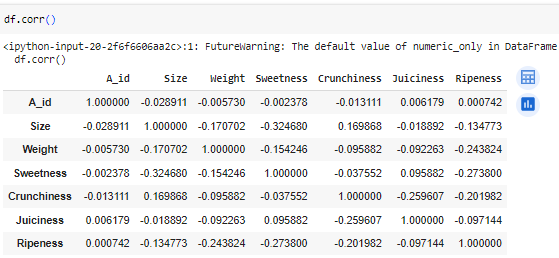 df.corr()
<ipython-input-20-2f6f6606aa2c>:1: FutureWarning: The default value of numeric_only in DataFrame
df.corr()
A_id Size Weight Sweetness Crunchiness Juiciness Ripeness
A_id 1.000000 -0.028911 -0.005730 -0.002378 -0.013111 0.006179 0.000742
Size -0.028911 1.000000 -0.170702 -0.324680 0.169868 -0.018892 -0.134773
Weight -0.005730 -0.170702 1.000000 -0.154246 -0.095882 -0.092263 -0.243824
Sweetness -0.002378 -0.324680 -0.154246 1.000000 -0.037552 0.095882 -0.273800
Crunchiness -0.013111 0.169868 -0.095882 -0.037552 1.000000 -0.259607 -0.201982
Juiciness 0.006179 -0.018892 -0.092263 0.095882 -0.259607 1.000000 -0.097144
Ripeness 0.000742 -0.134773 -0.243824 -0.273800 -0.201982 -0.097144 1.000000